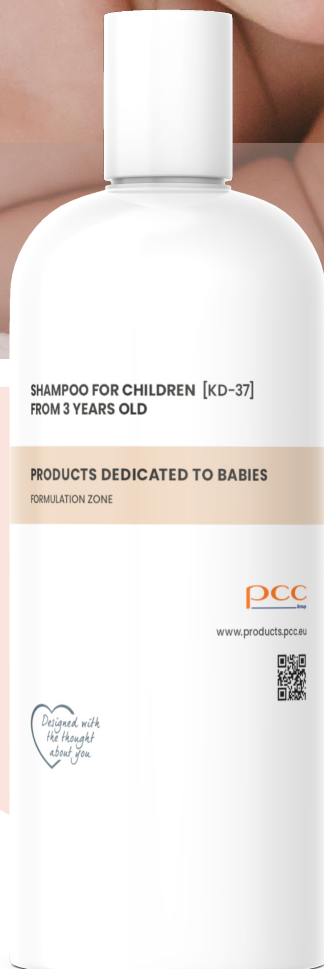 SHAMPOO FOR CHILDREN [KD-37]
FROM 3 YEARS OLD
PRODUCTS DEDICATED TO BABIES
FORMULATION ZONE
pcc
Group
www.products.pcc.eu
Designed with
the thought
about you